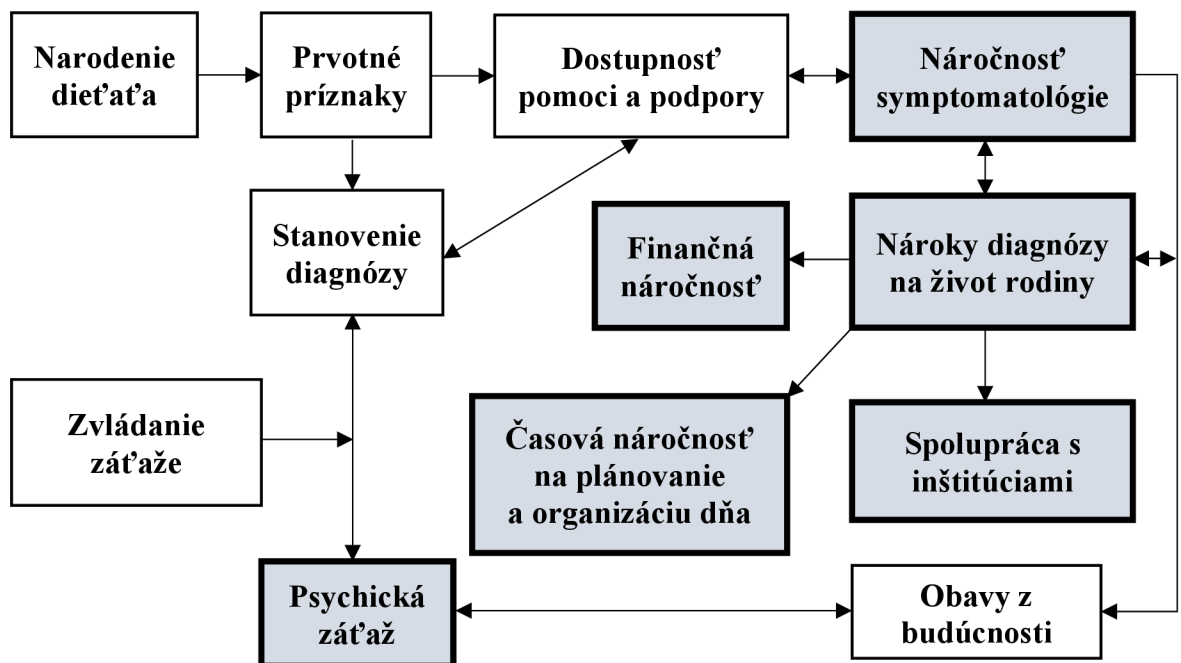 Narodenie
dieťaťa
Prvotné
príznaky
Dostupnosť
pomoci a podpory
Náročnosť
symptomatológie
Stanovenie
diagnózy
Finančná
náročnosť
Nároky diagnózy
na život rodiny
Zvládanie
záťaže
Časová náročnosť
na plánovanie
a organizáciu dňa
Spolupráca s
inštitúciami
Psychická
záťaž
Obavy z
budúcnosti